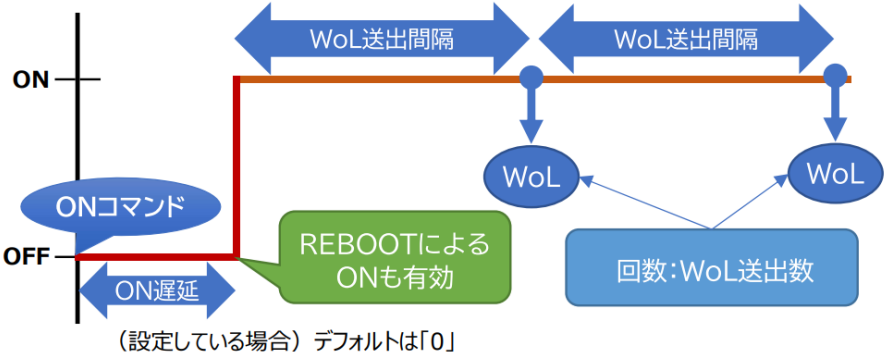 WoL送出間隔
WoL送出間隔
ON
WoL
WoL
ONコマンド
REBOOTによる
ONも有効
回数：WoL送出数
OFF
ON遅延
（設定している場合）デフォルトは「0」